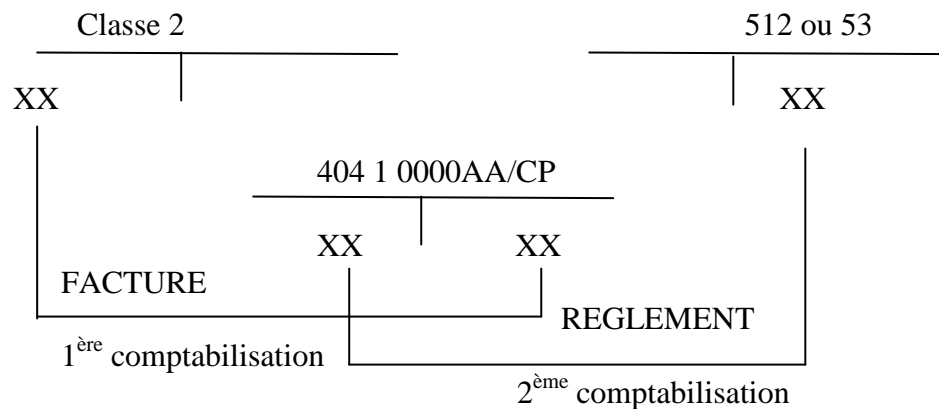 Classe 2
512 ou 53
XX
XX
404 1 0000AA/CP
XX
XX
FACTURE
REGLEMENT
1ère comptabilisation
2ème comptabilisation